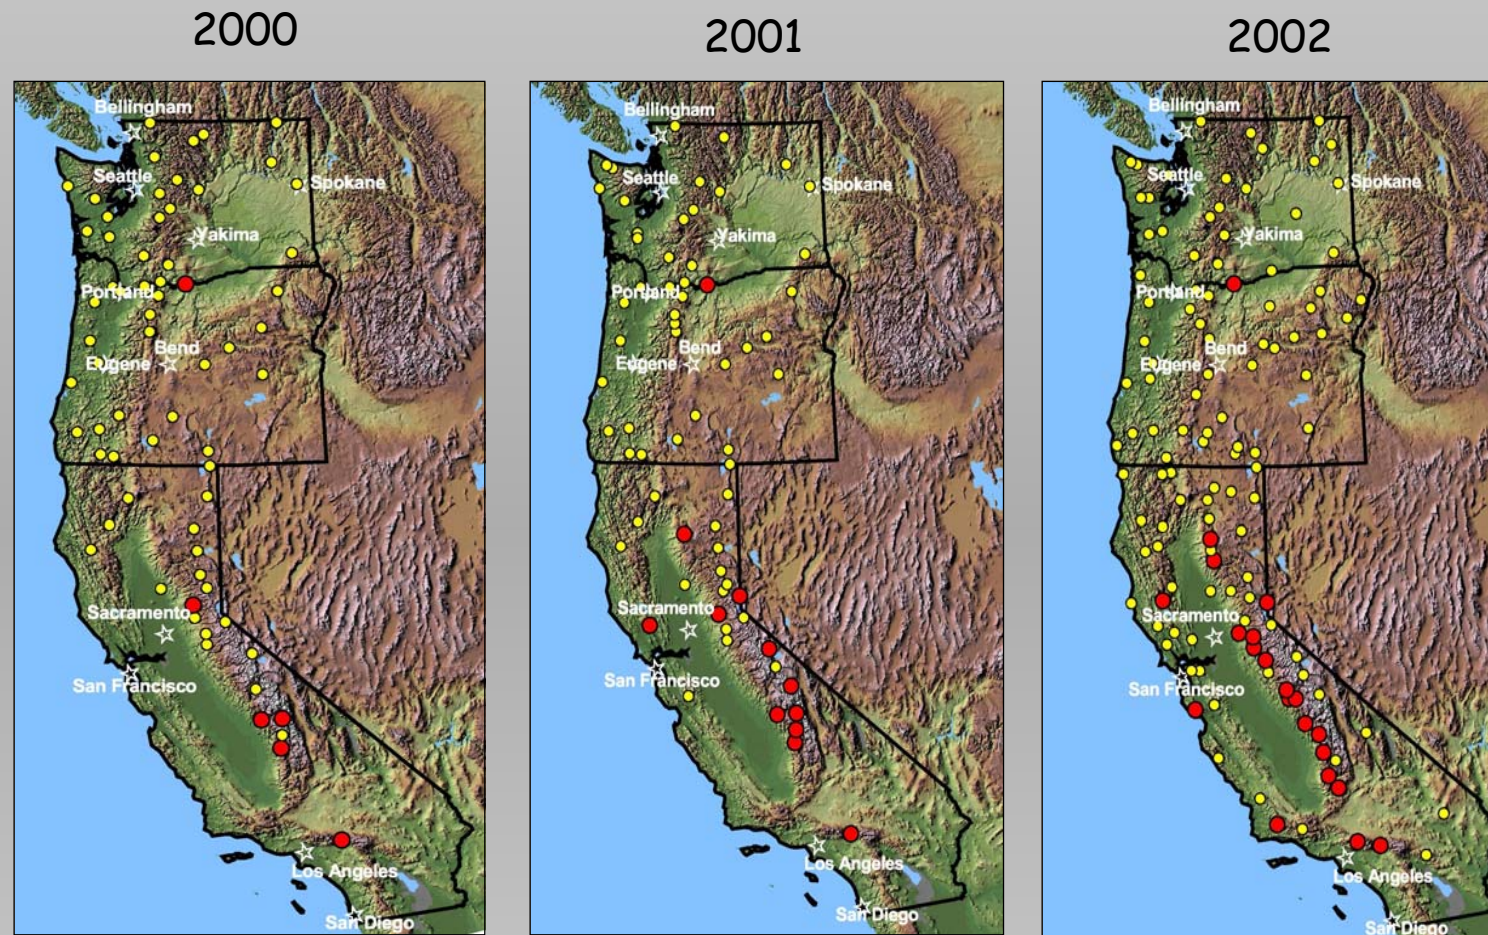 2000
2001
2002
Bellingham
Seattle
Spokane
Yakima
Portland
Bend
Eugene
Sacramento
San Francisco
Los Angeles
San Diego
Bellingham
Seattle
Spokane
Yakima
Portland
Bend
Eugene
Sacramento
San Francisco
Los Angeles
San Diego
Bellingham
Seattle
Spokane
Yakima
Portland
Bend
Eugene
Sacramento
San Francisco
Los Angeles
San Diego